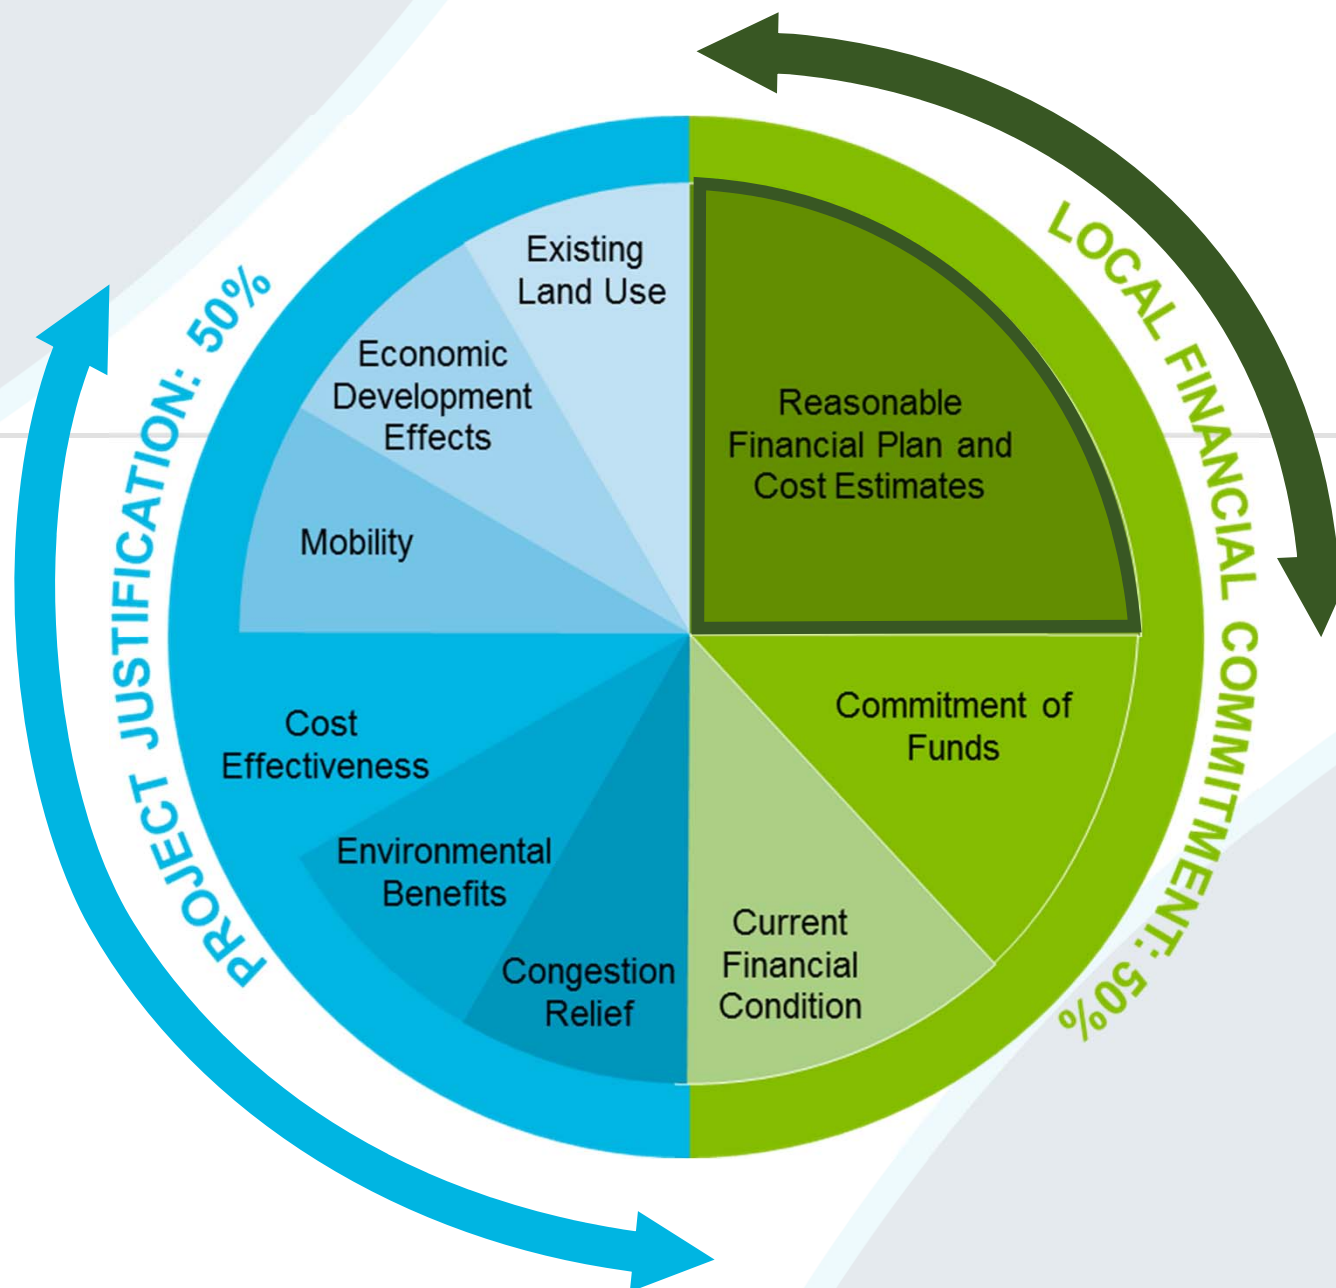 PROJECT JUSTIFICATION: 50%
LOCAL FINANCIAL COMMITMENT: 50%
Existing
Land Use
Economic
Development
Effects
Mobility
Cost
Effectiveness
Environmental
Benefits
Congestion
Relief
Reasonable
Financial Plan and
Cost Estimates
Commitment of
Funds
Current
Financial
Condition